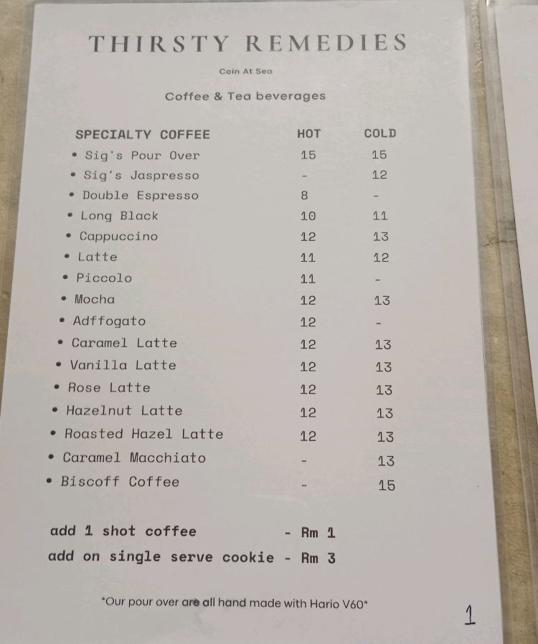 THIRSTY REMEDIES
Coin At Sea
Coffee & Tea beverages
SPECIALTY COFFEE HOT COLD
• Sig's Pour Over 15 15
• Sig's Jaspresso - 12
• Double Espresso 8 -
• Long Black 10 11
• Cappuccino 12 13
• Latte 11 12
• Piccolo 11 -
• Mocha 12 13
• Adffogato 12 -
• Caramel Latte 12 13
• Vanilla Latte 12 13
• Rose Latte 12 13
• Hazelnut Latte 12 13
• Roasted Hazel Latte 12 13
• Caramel Macchiato - 13
• Biscoff Coffee - 15
add 1 shot coffee - Rm 1
add on single serve cookie - Rm 3
*Our pour over are all hand made with Hario V60*
1